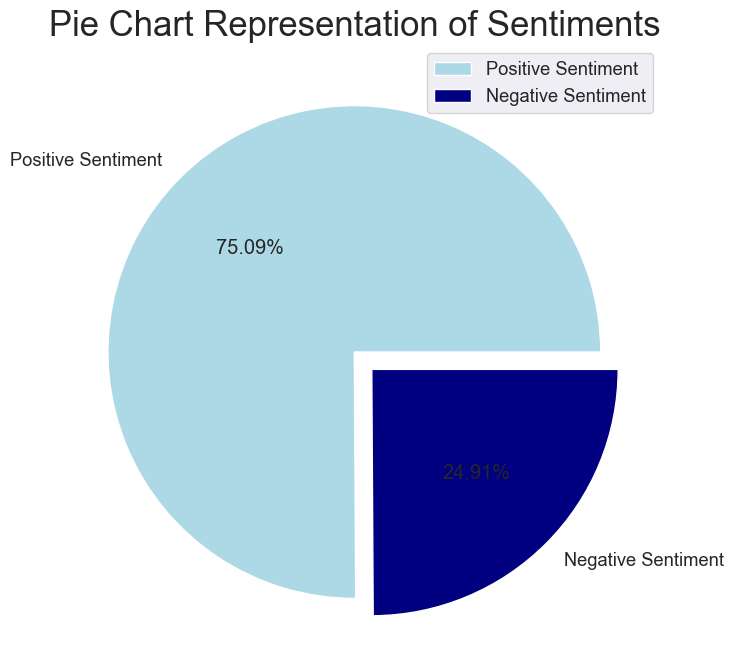 Pie Chart Representation of Sentiments
Positive Sentiment
Negative Sentiment
Positive Sentiment
75.09%
24.91%
Negative Sentiment